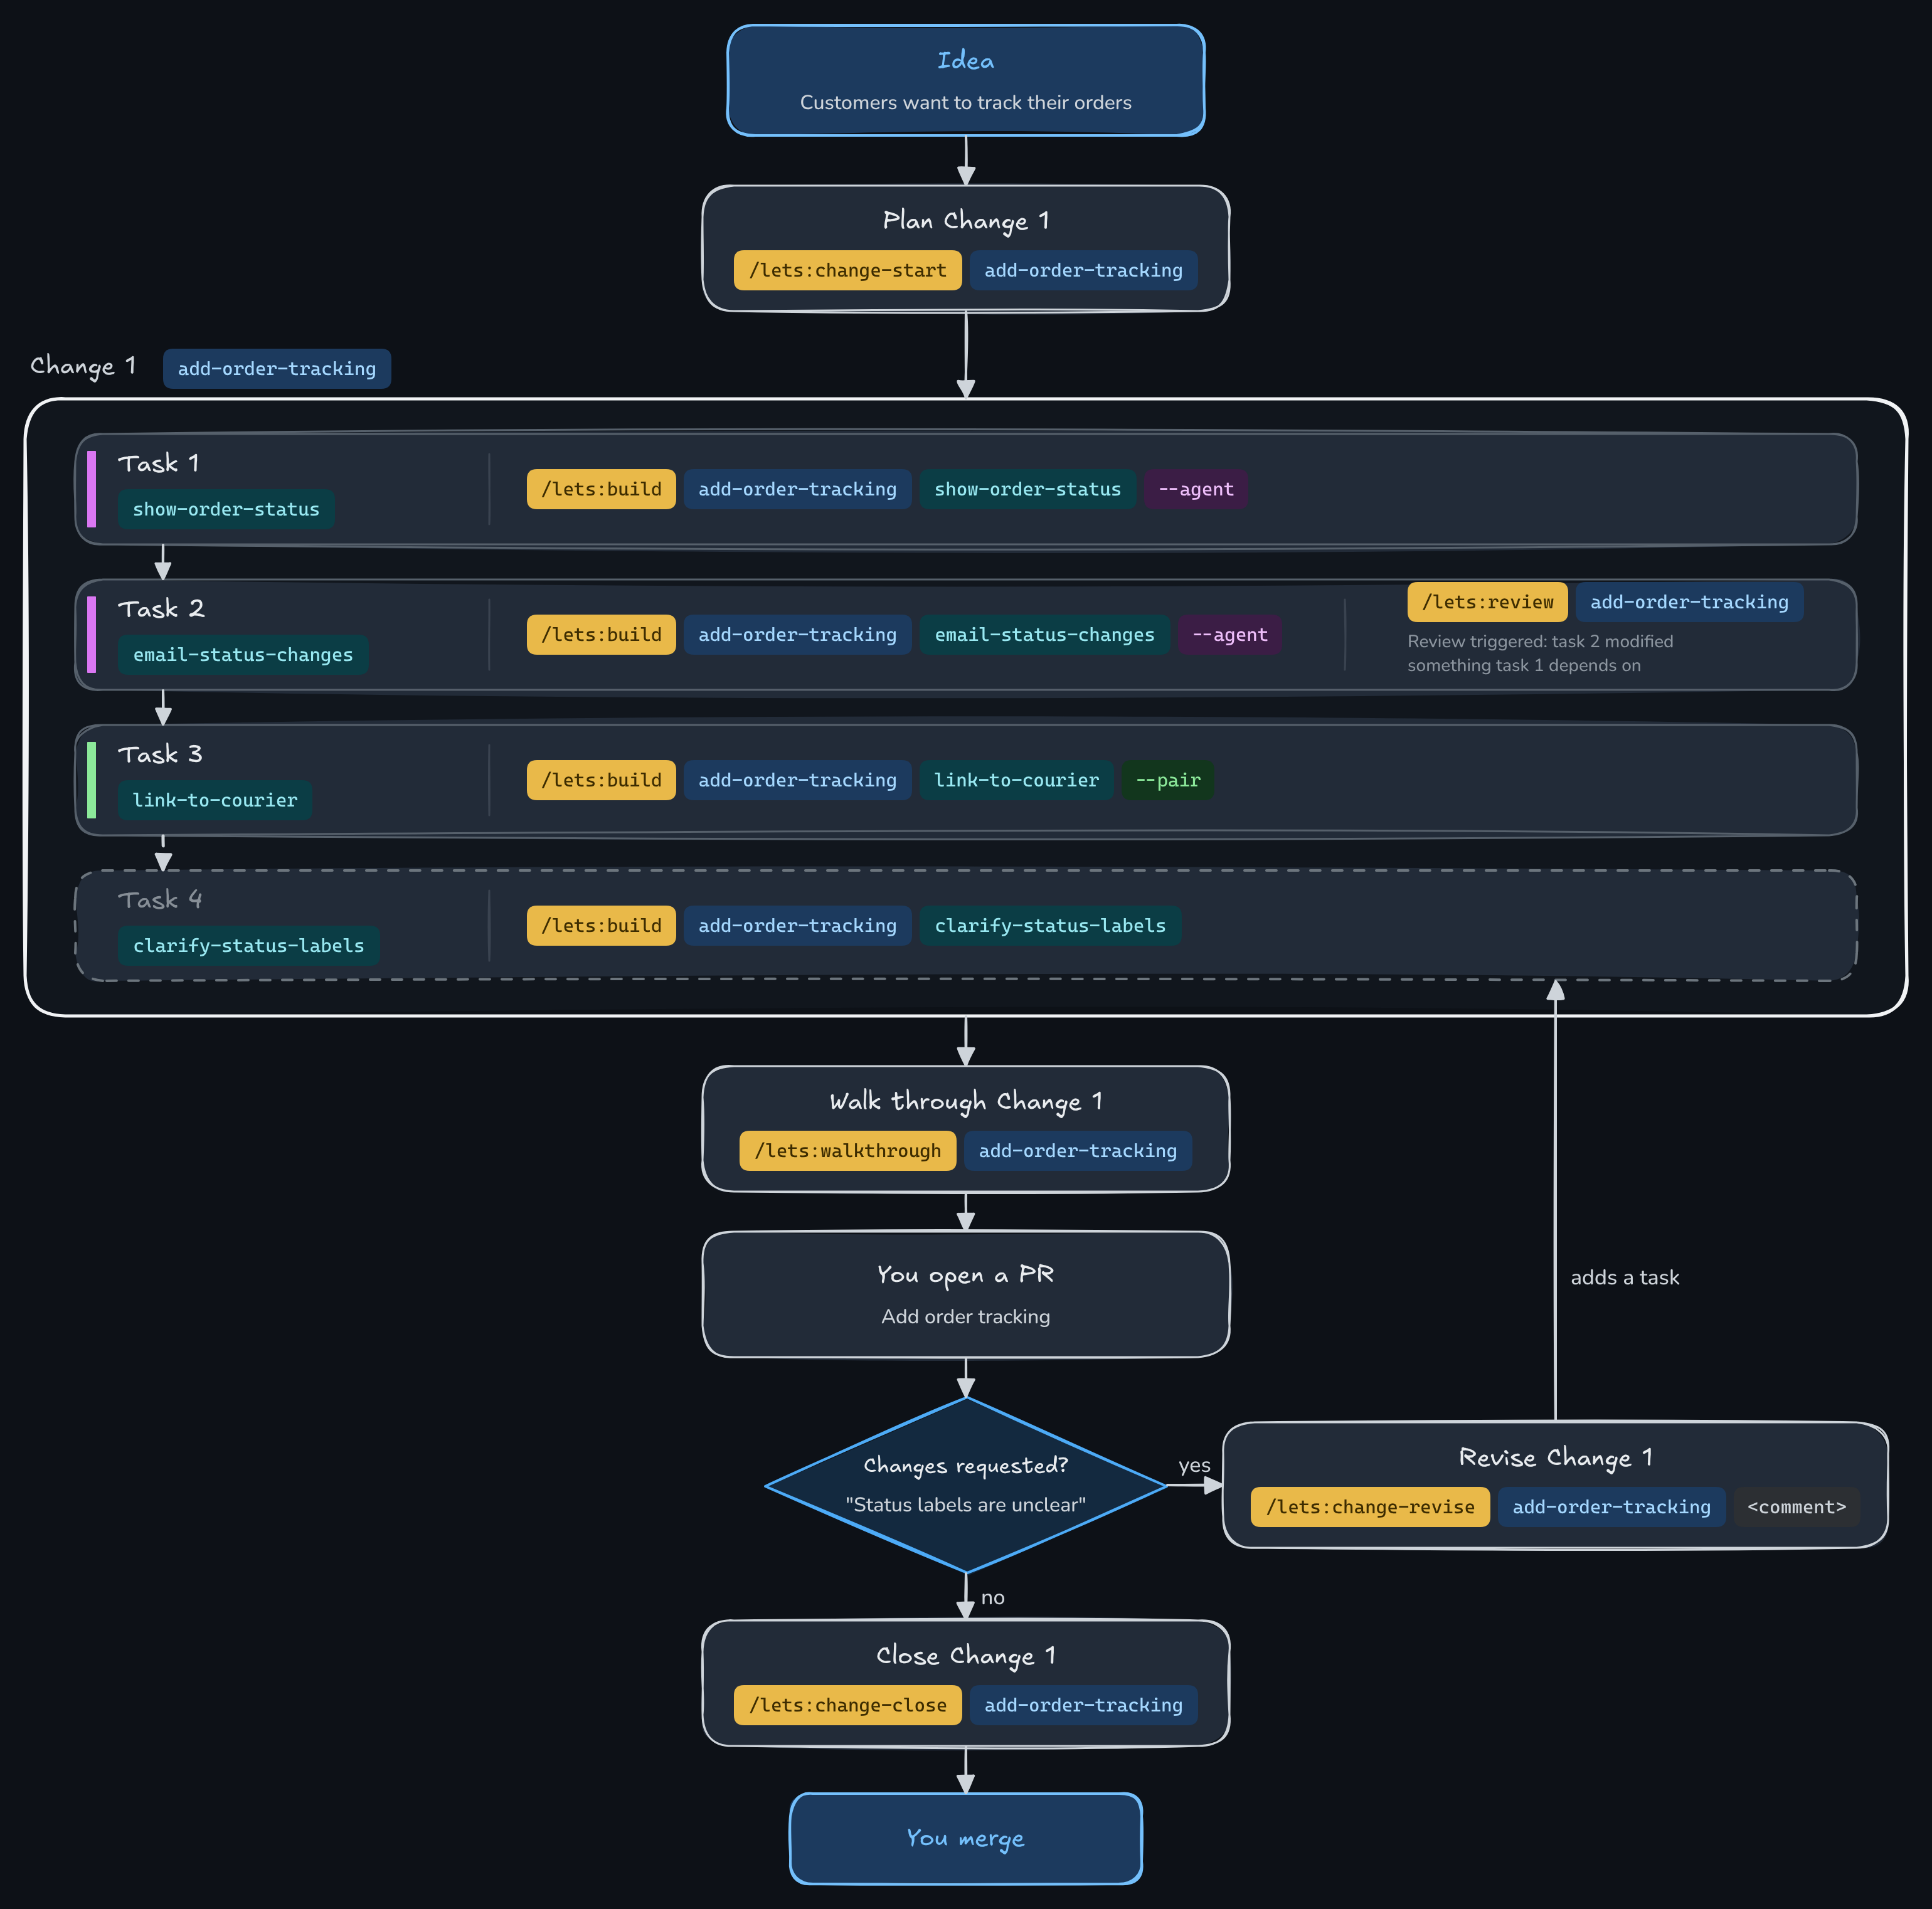 Idea
Customers want to track their orders
Plan Change 1
/lets:change-start add-order-tracking
Change 1 add-order-tracking
Task 1
show-order-status
/lets:build add-order-tracking show-order-status --agent
Task 2
email-status-changes
/lets:build add-order-tracking email-status-changes --agent
/lets:review add-order-tracking
Review triggered: task 2 modified
something task 1 depends on
Task 3
link-to-courier
/lets:build add-order-tracking link-to-courier --pair
Task 4
clarify-status-labels
/lets:build add-order-tracking clarify-status-labels
Walk through Change 1
/lets:walkthrough add-order-tracking
You open a PR
Add order tracking
adds a task
Changes requested?
"Status labels are unclear"
yes
Revise Change 1
/lets:change-revise add-order-tracking <comment>
no
Close Change 1
/lets:change-close add-order-tracking
You merge